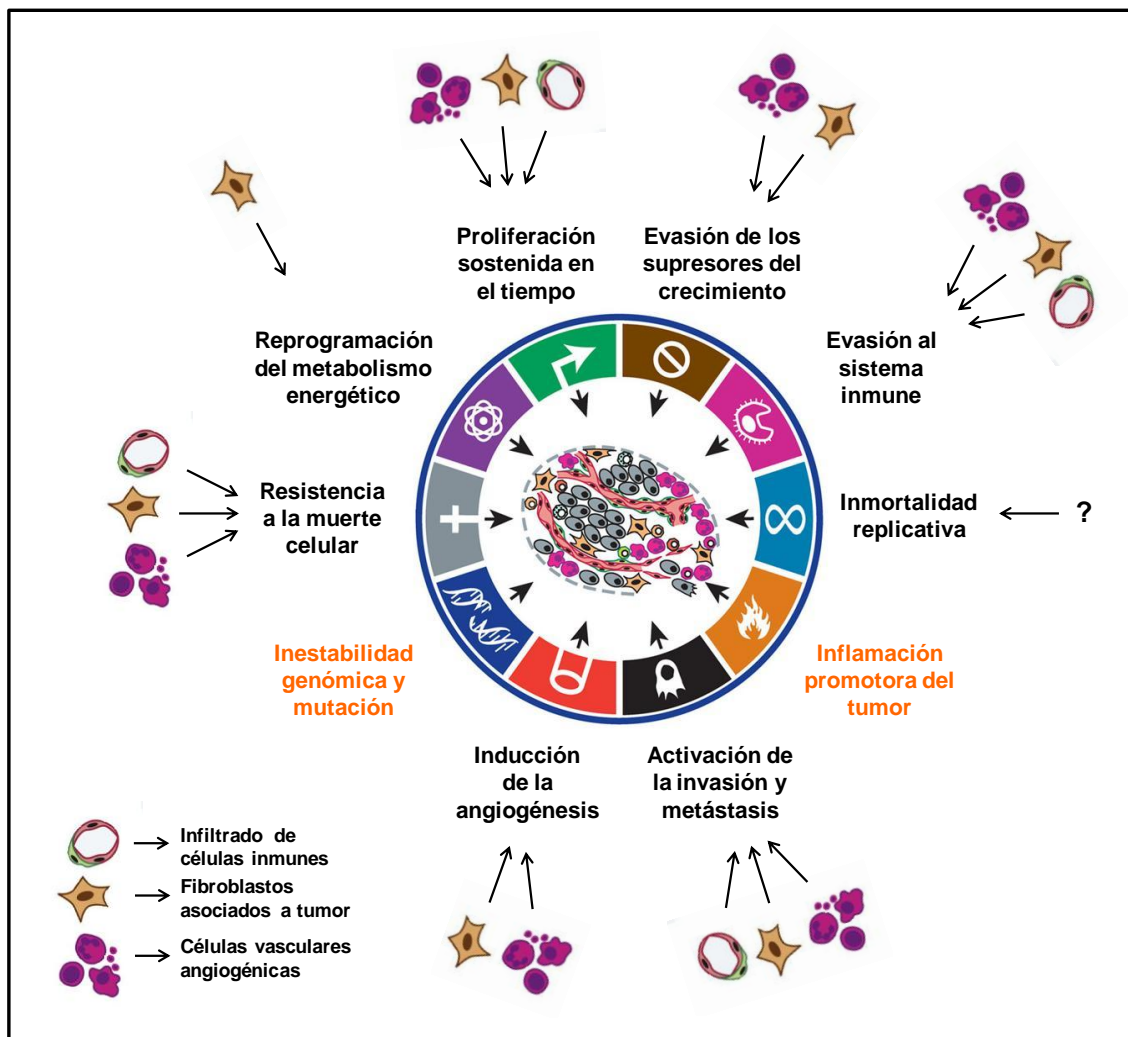 Proliferación
sostenida en
el tiempo
Evasión de los
supresores del
crecimiento
Reprogramación
del metabolismo
energético
Evasión al
sistema
inmune
Resistencia
a la muerte
celular
Inmortalidad
replicativa
?
Inestabilidad
genómica y
mutación
Inflamación
promotora del
tumor
Inducción
de la
angiogénesis
Activación de
la invasión y
metástasis
Infiltrado de
células inmunes
Fibroblastos
asociados a tumor
Células vasculares
angiogénicas